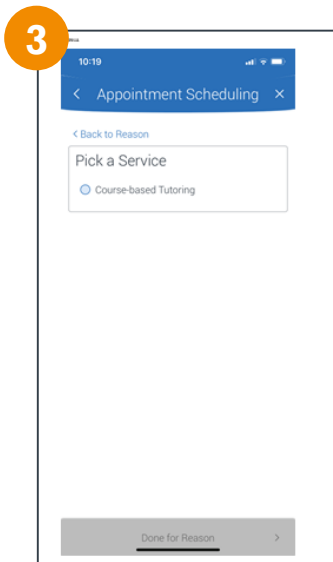 3
10:19
Appointment Scheduling
Back to Reason
Pick a Service
Course-based Tutoring
Done for Reason